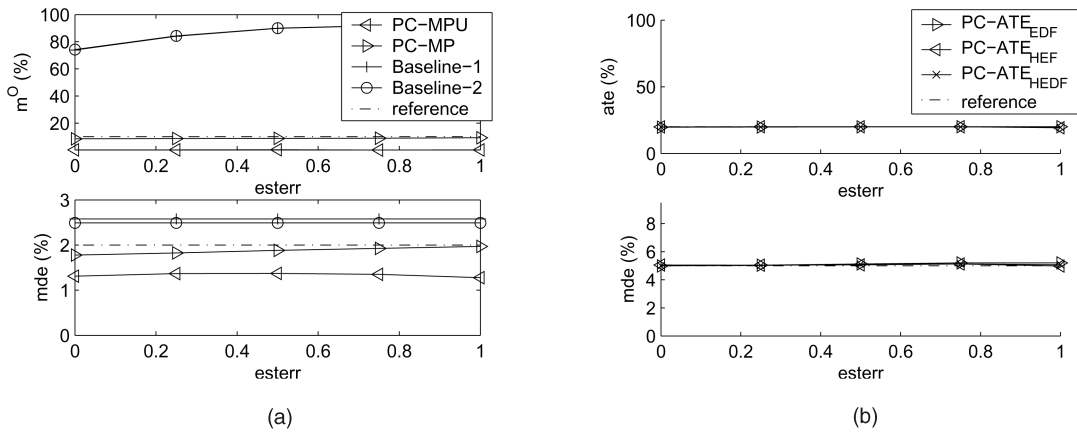 100
80
60
40
20
m^O (%)
0 0.2 0.4 0.6 0.8 1
esterr
PC-MPU
PC-MP
Baseline-1
Baseline-2
reference
3
2
1
0
mde (%)
0 0.2 0.4 0.6 0.8 1
esterr
(a)
100
50
0
ate (%)
0 0.2 0.4 0.6 0.8 1
esterr
PC-ATE_EDF
PC-ATE_HEF
PC-ATE_HEDF
reference
8
6
4
2
0
mde (%)
0 0.2 0.4 0.6 0.8 1
esterr
(b)